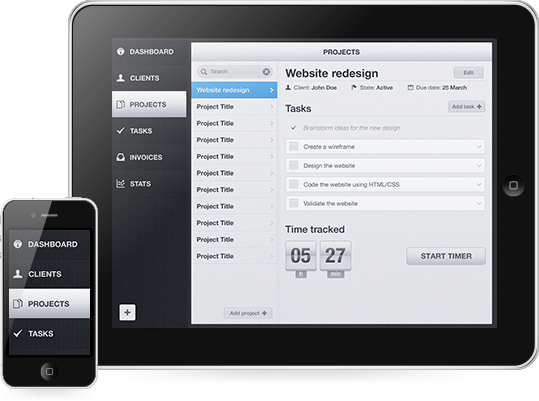 DASHBOARD
CLIENTS
PROJECTS
TASKS
INVOICES
STATS
PROJECTS
Search
Website redesign
Project Title
Project Title
Project Title
Project Title
Project Title
Project Title
Project Title
Project Title
Project Title
Project Title
Add project +
Website redesign
Edit
Client: John Doe
State: Active
Due date: 25 March
Tasks
Add task +
Brainstorm ideas for the new design
Create a wireframe
Design the website
Code the website using HTML/CSS
Validate the website
Time tracked
05 27
h min
START TIMER
DASHBOARD
CLIENTS
PROJECTS
TASKS